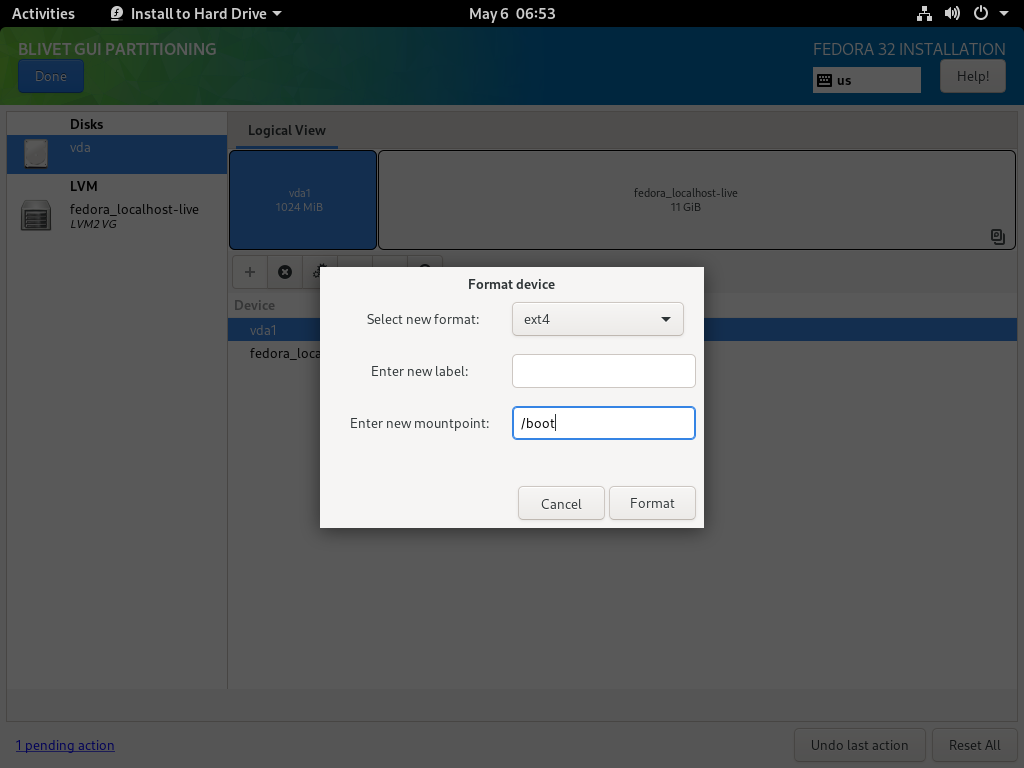 Activities
Install to Hard Drive
May 6 06:53
BLIVET GUI PARTITIONING
FEDORA 32 INSTALLATION
Done
us
Help!
Disks
vda
LVM
fedora_localhost-live
LVM2 VG
Logical View
vda1
1024 MiB
fedora_localhost-live
11 GiB
Device
vda1
fedora_loca
Format device
Select new format:
ext4
Enter new label:
Enter new mountpoint:
/boot
Cancel
Format
1 pending action
Undo last action
Reset All